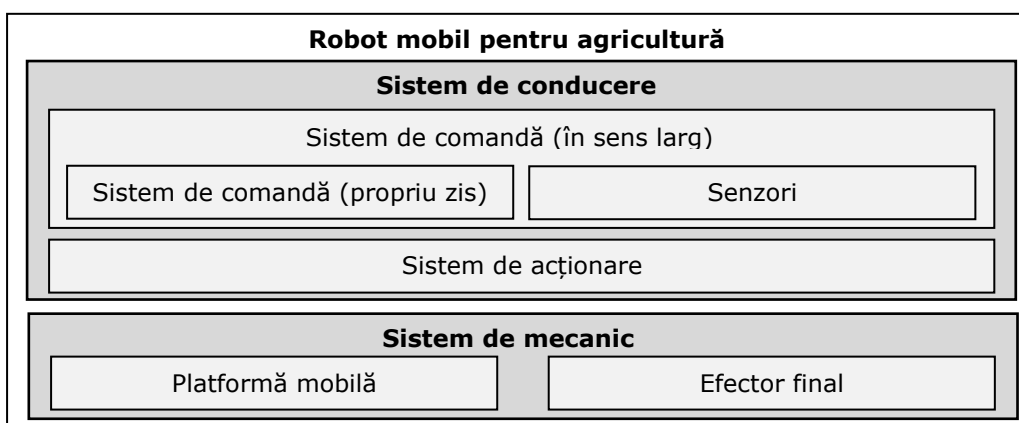 Robot mobil pentru agricultură
Sistem de conducere
Sistem de comandă (în sens larg)
Sistem de comandă (propriu zis)
Senzori
Sistem de acționare
Sistem de mecanic
Platformă mobilă
Efector final